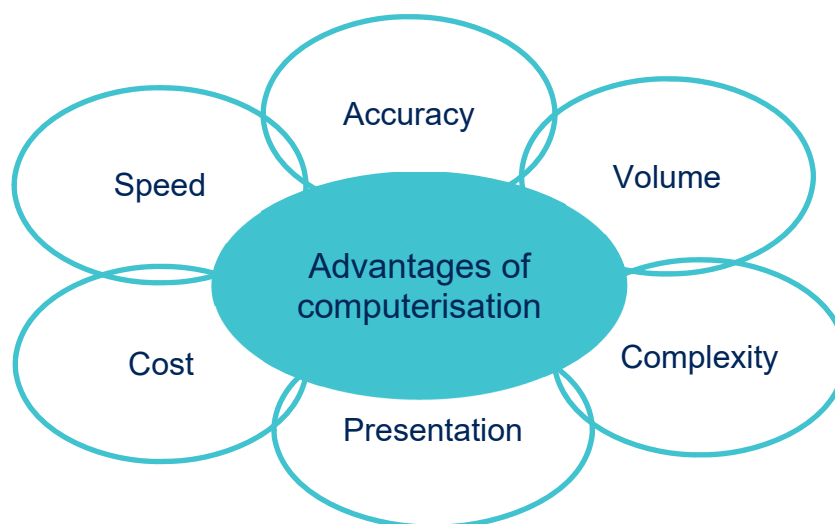 Accuracy
Speed
Volume
Advantages of
computerisation
Cost
Complexity
Presentation